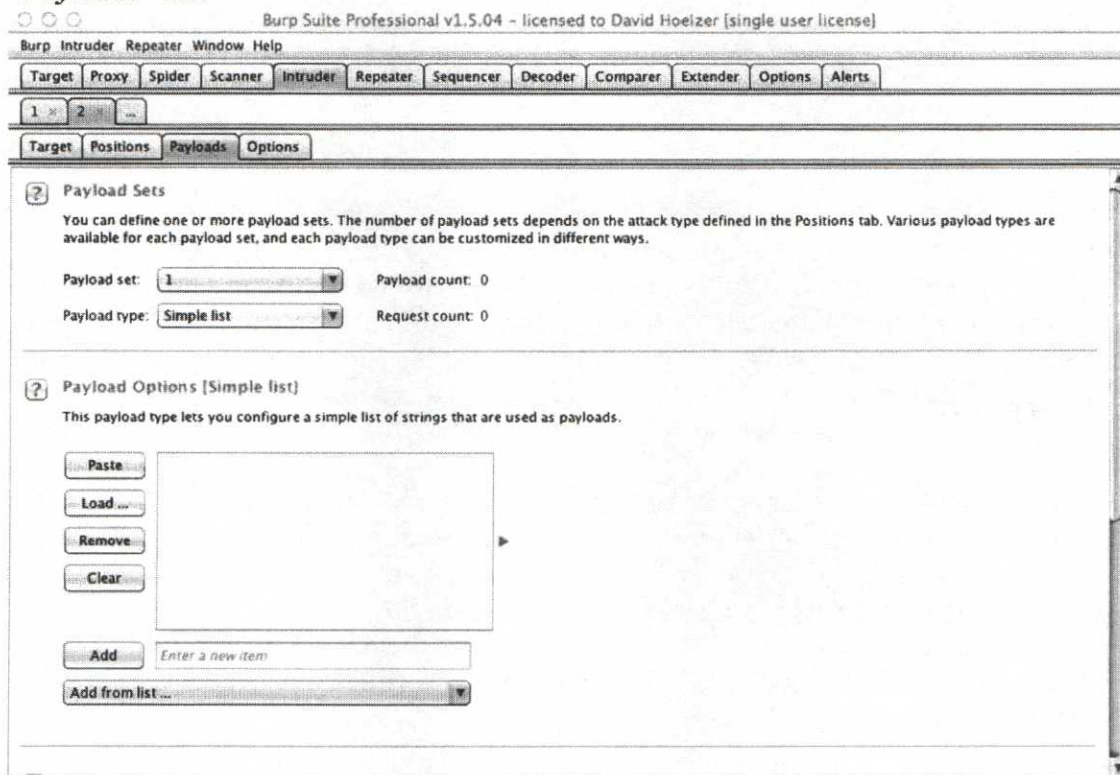 Burp Suite Professional v1.5.04 - licensed to David Hoelzer [single user license]
Burp Intruder Repeater Window Help
Target Proxy Spider Scanner Intruder Repeater Sequencer Decoder Comparer Extender Options Alerts
1 × 2 × ...
Target Positions Payloads Options
? Payload Sets
You can define one or more payload sets. The number of payload sets depends on the attack type defined in the Positions tab. Various payload types are
available for each payload set, and each payload type can be customized in different ways.
Payload set: 1 Payload count: 0
Payload type: Simple list Request count: 0
? Payload Options [Simple list]
This payload type lets you configure a simple list of strings that are used as payloads.
Paste
Load ...
Remove
Clear
Add Enter a new item
Add from list ...